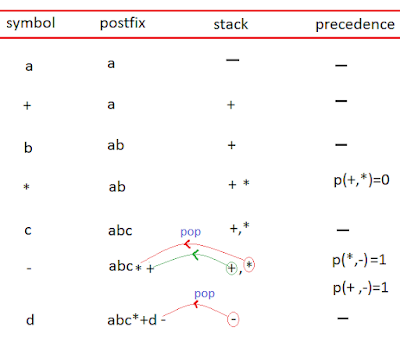 symbol postfix stack precedence
a a — —
+ a + —
b ab + —
* ab + * p(+,*)=0
c abc +,* —
pop
- abc*+ +,* p(*,-)=1
p(+,-)=1
pop
d abc*+d- - —